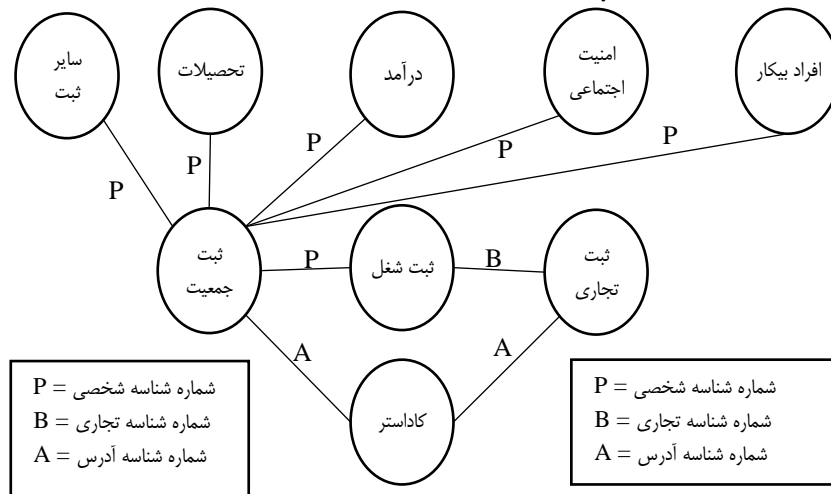 سایر
ثبت
تحصیلات
درآمد
امنیت
اجتماعی
افراد بیکار
P
P
P
P
P
ثبت
جمعیت
P
ثبت شغل
B
ثبت
تجاری
A
A
کاداستر
P = شماره شناسه شخصی
B = شماره شناسه تجاری
A = شماره شناسه آدرس
P = شماره شناسه شخصی
B = شماره شناسه تجاری
A = شماره شناسه آدرس